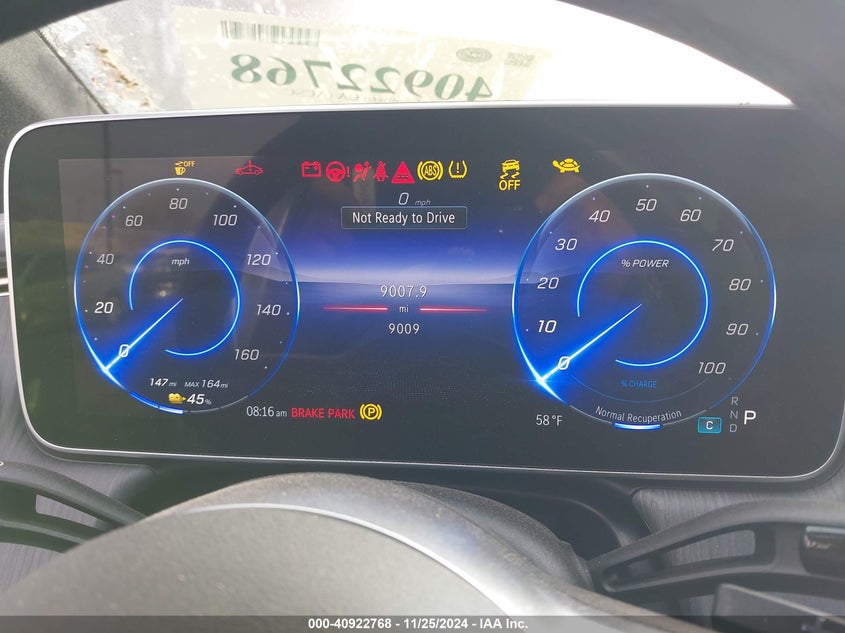 40922768
OFF
ABS
OFF
0 mph
Not Ready to Drive
0 20 40 60 80 100 120 140 160
mph
147 mi MAX 164 mi
45%
9007.9
mi
9009
08:16 am BRAKE PARK P
0 10 20 30 40 50 60 70 80 90 100
% POWER
% CHARGE
Normal Recuperation
58 °F
C
R
N
D
P
000-40922768 - 11/25/2024 - IAA Inc.